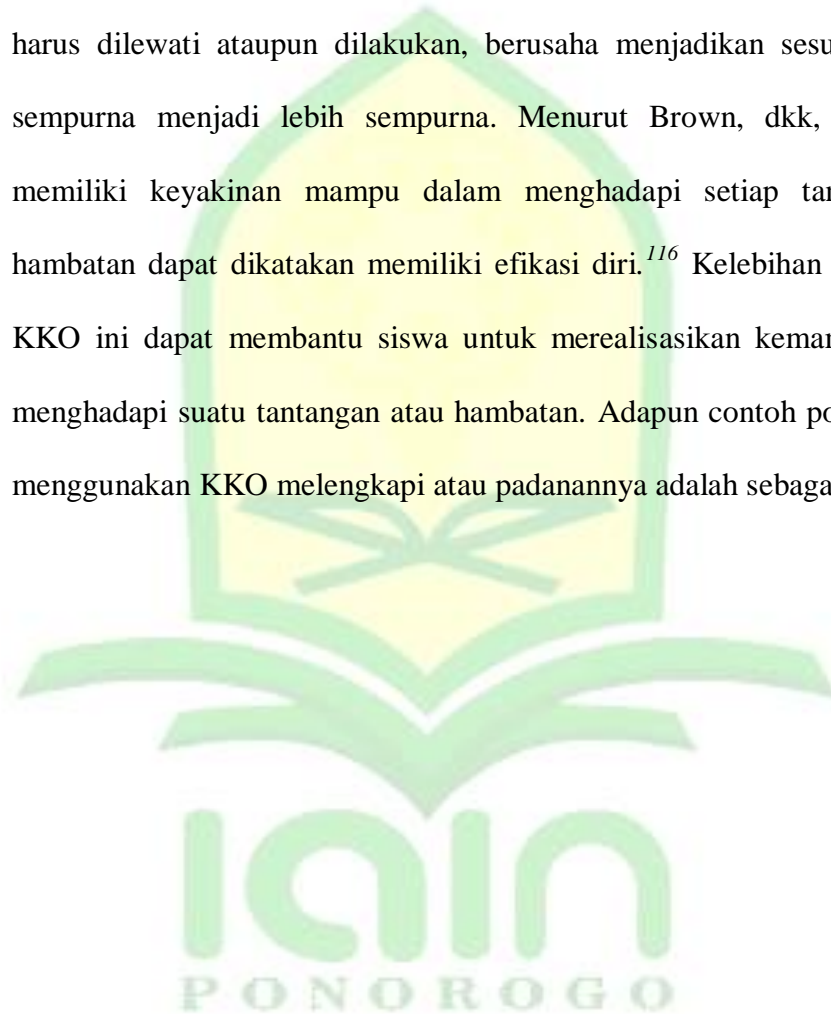 harus dilewati ataupun dilakukan, berusaha menjadikan sesu
sempurna menjadi lebih sempurna. Menurut Brown, dkk,
memiliki keyakinan mampu dalam menghadapi setiap tan
hambatan dapat dikatakan memiliki efikasi diri.116 Kelebihan
KKO ini dapat membantu siswa untuk merealisasikan kemar
menghadapi suatu tantangan atau hambatan. Adapun contoh po
menggunakan KKO melengkapi atau padanannya adalah sebaga
iain
PONOROGO